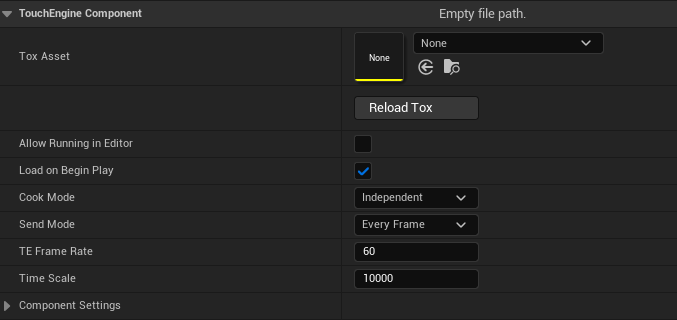 TouchEngine Component
Empty file path.
Tox Asset
None
None
Reload Tox
Allow Running in Editor
Load on Begin Play
Cook Mode
Independent
Send Mode
Every Frame
TE Frame Rate
60
Time Scale
10000
Component Settings